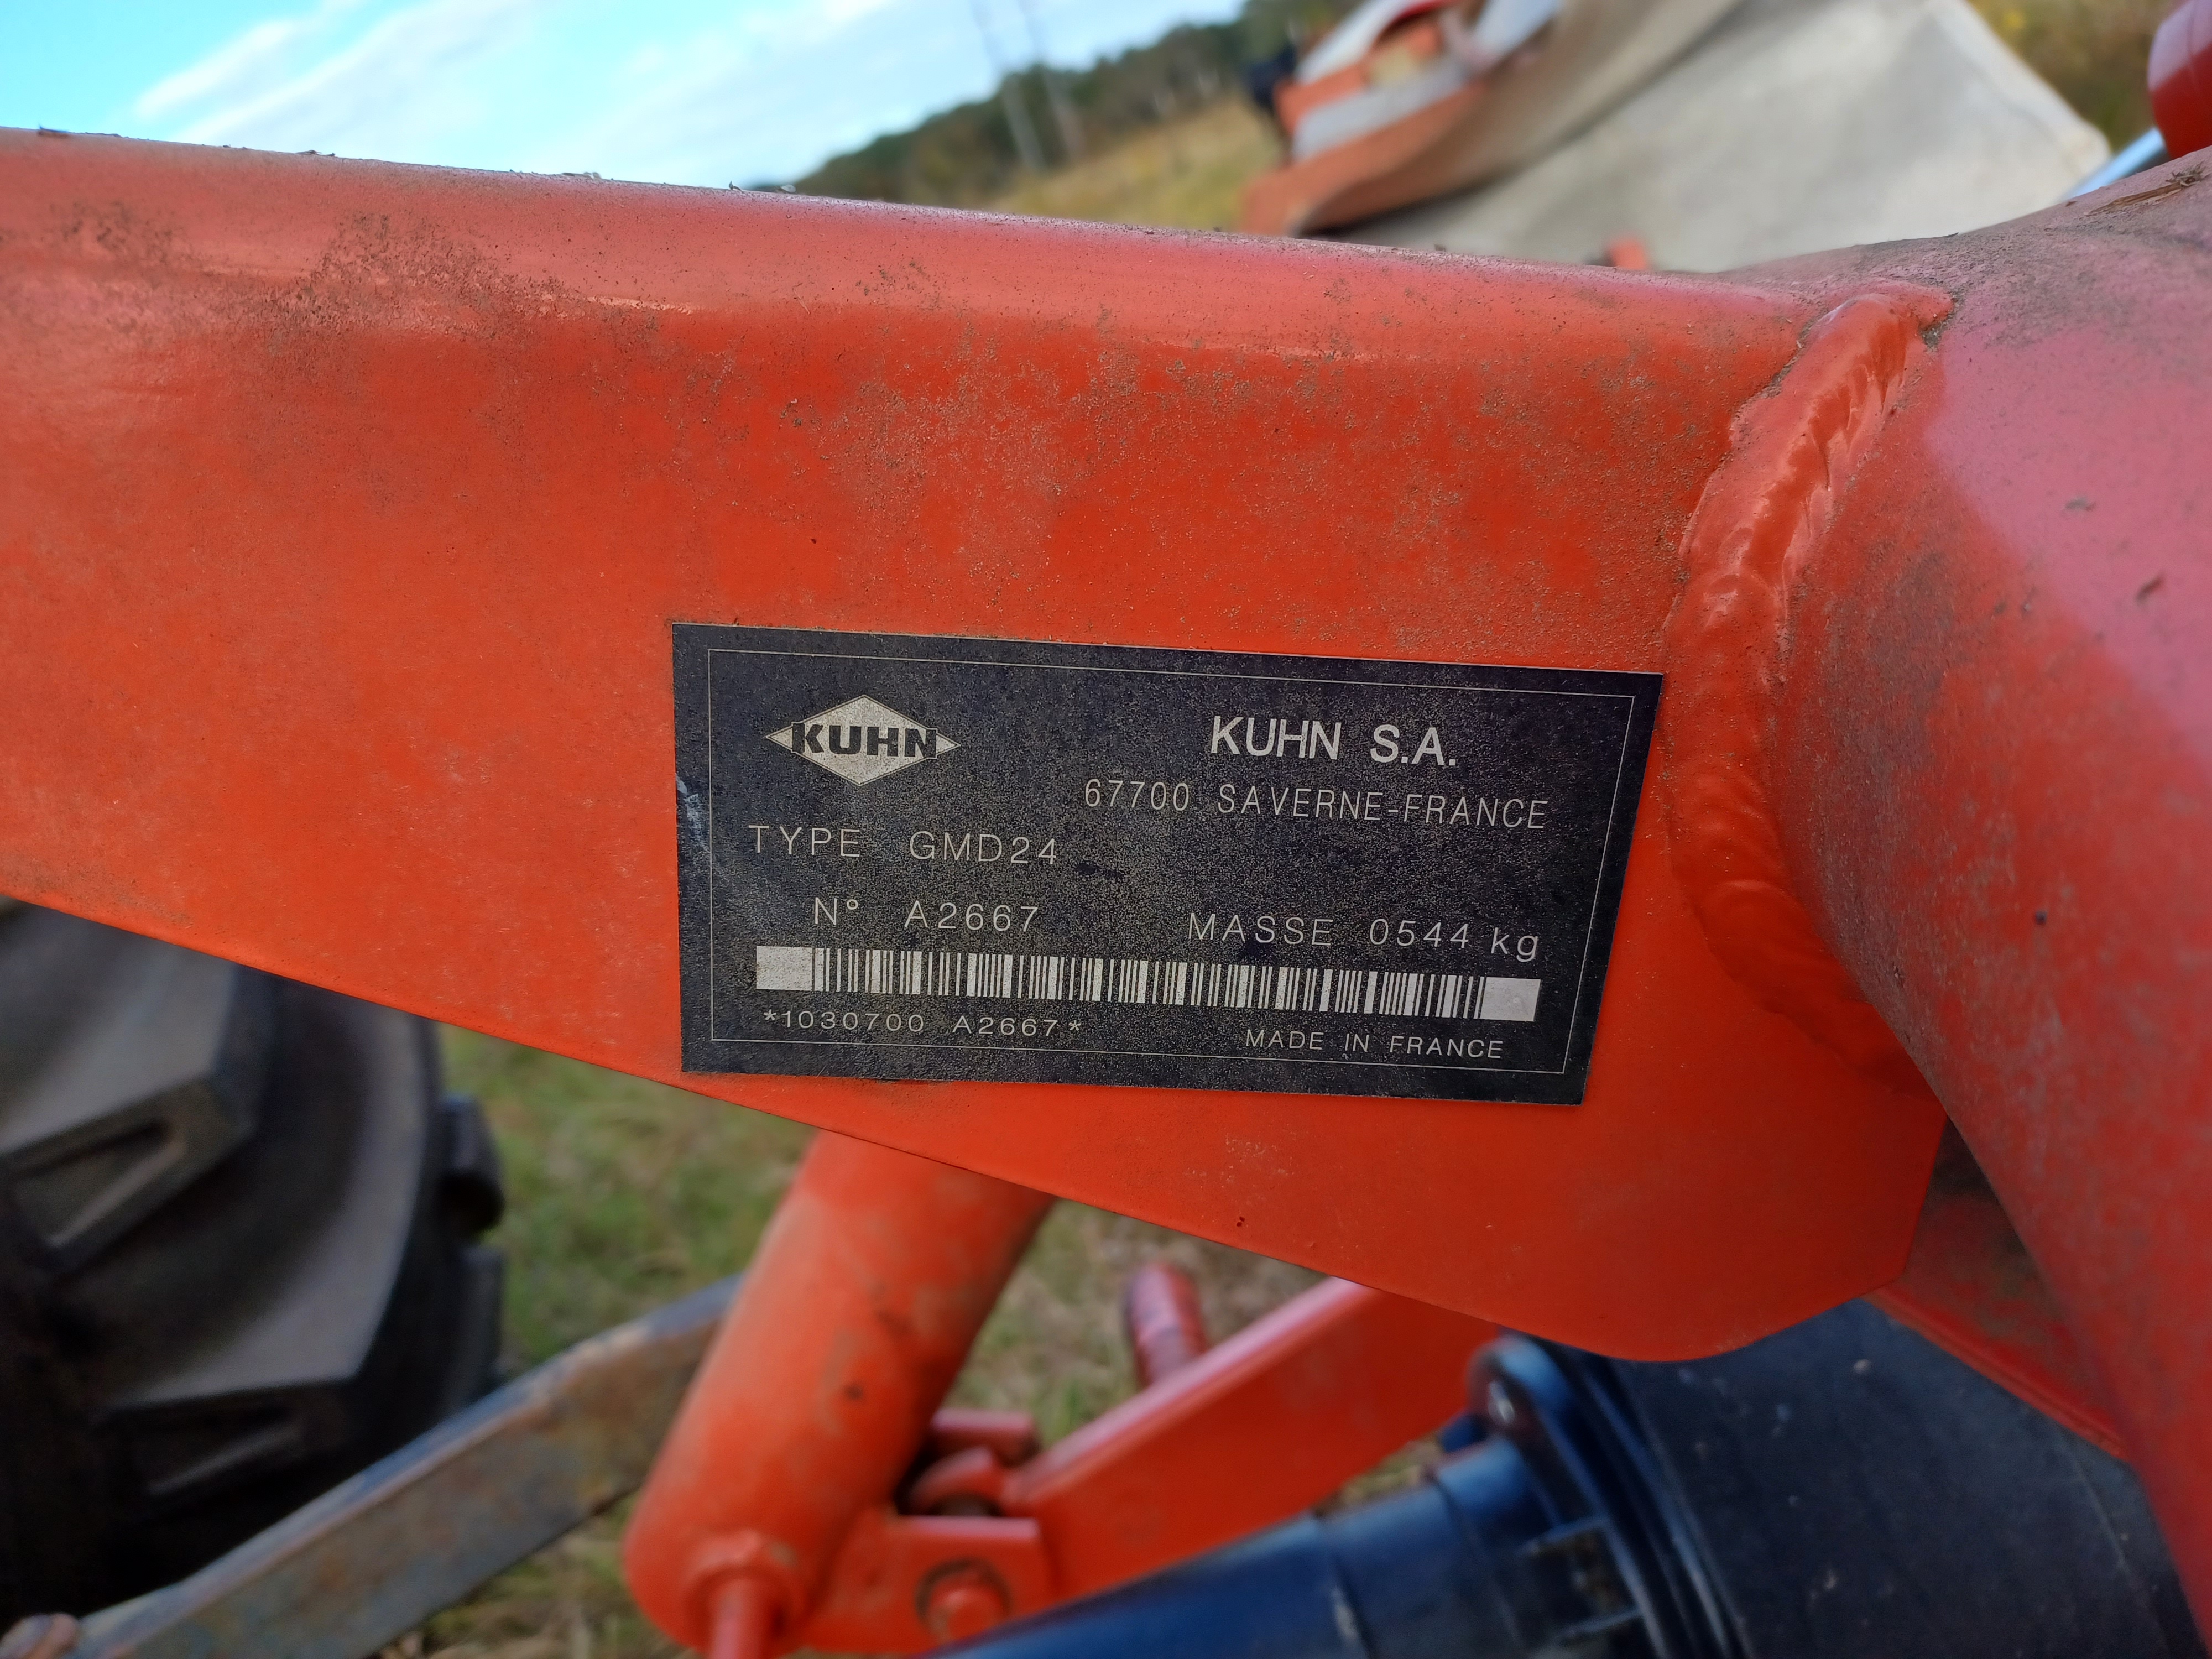 KUHN
KUHN S.A.
67700 SAVERNE-FRANCE
TYPE GMD24
N° A2667 MASSE 0544 kg
*1030700 A2667*
MADE IN FRANCE